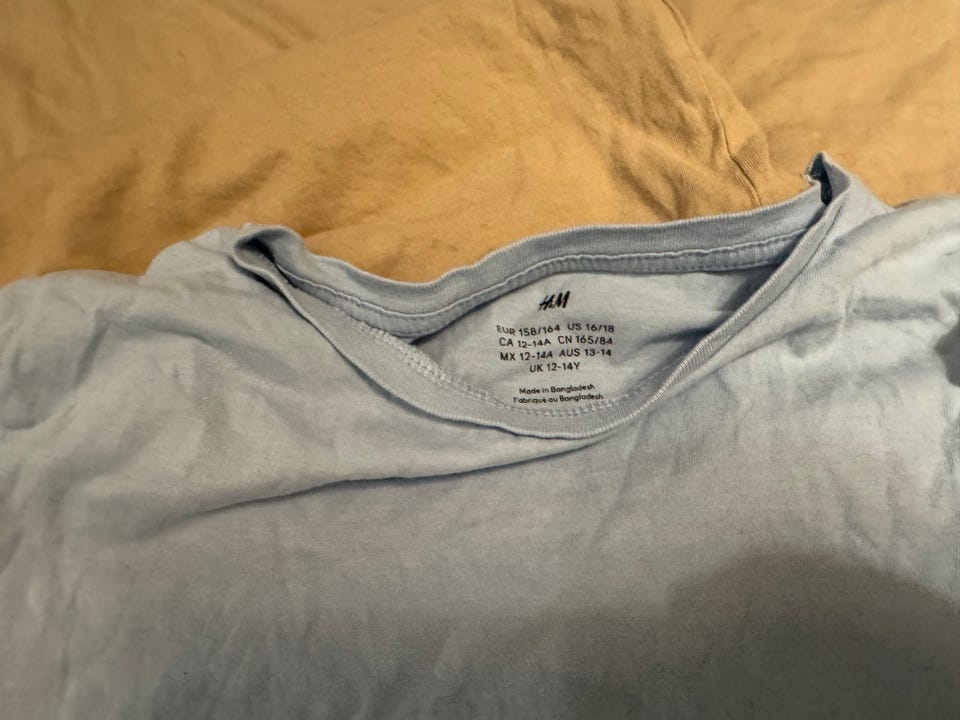 H&M
EUR 158/164 US 16/18
CA 12-14A CN 165/84
MX 12-14A AUS 13-14
UK 12-14Y
Made in Bangladesh
Fabriqué au Bangladesh